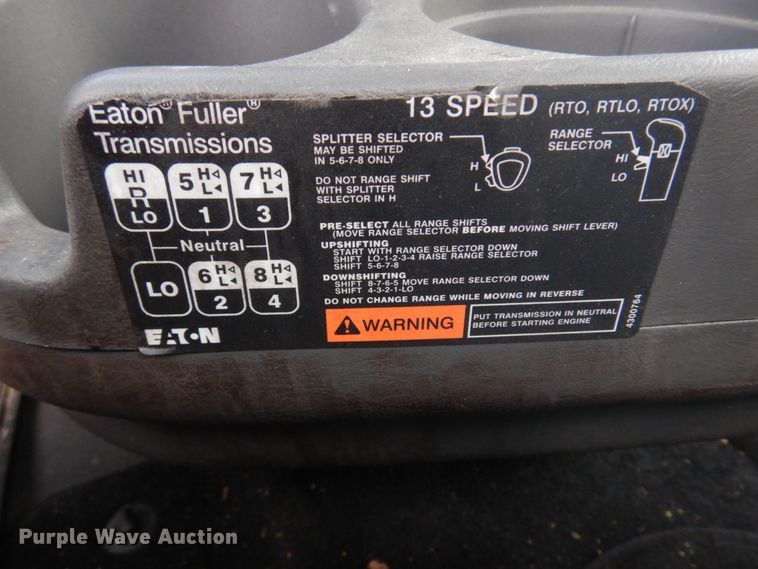 Eaton® Fuller®
Transmissions
13 SPEED (RTO, RTLO, RTOX)
SPLITTER SELECTOR
MAY BE SHIFTED
IN 5-6-7-8 ONLY
DO NOT RANGE SHIFT
WITH SPLITTER
SELECTOR IN H
H
L
RANGE
SELECTOR
HI
LO
HI
R
LO
5 H
L
1
7 H
L
3
Neutral
LO
6 H
L
2
8 H
L
4
PRE-SELECT ALL RANGE SHIFTS
(MOVE RANGE SELECTOR BEFORE MOVING SHIFT LEVER)
UPSHIFTING
START WITH RANGE SELECTOR DOWN
SHIFT LO-1-2-3-4 RAISE RANGE SELECTOR
SHIFT 5-6-7-8
DOWNSHIFTING
SHIFT 8-7-6-5 MOVE RANGE SELECTOR DOWN
SHIFT 4-3-2-1-LO
DO NOT CHANGE RANGE WHILE MOVING IN REVERSE
WARNING
PUT TRANSMISSION IN NEUTRAL
BEFORE STARTING ENGINE
4300764
EATON
Purple Wave Auction